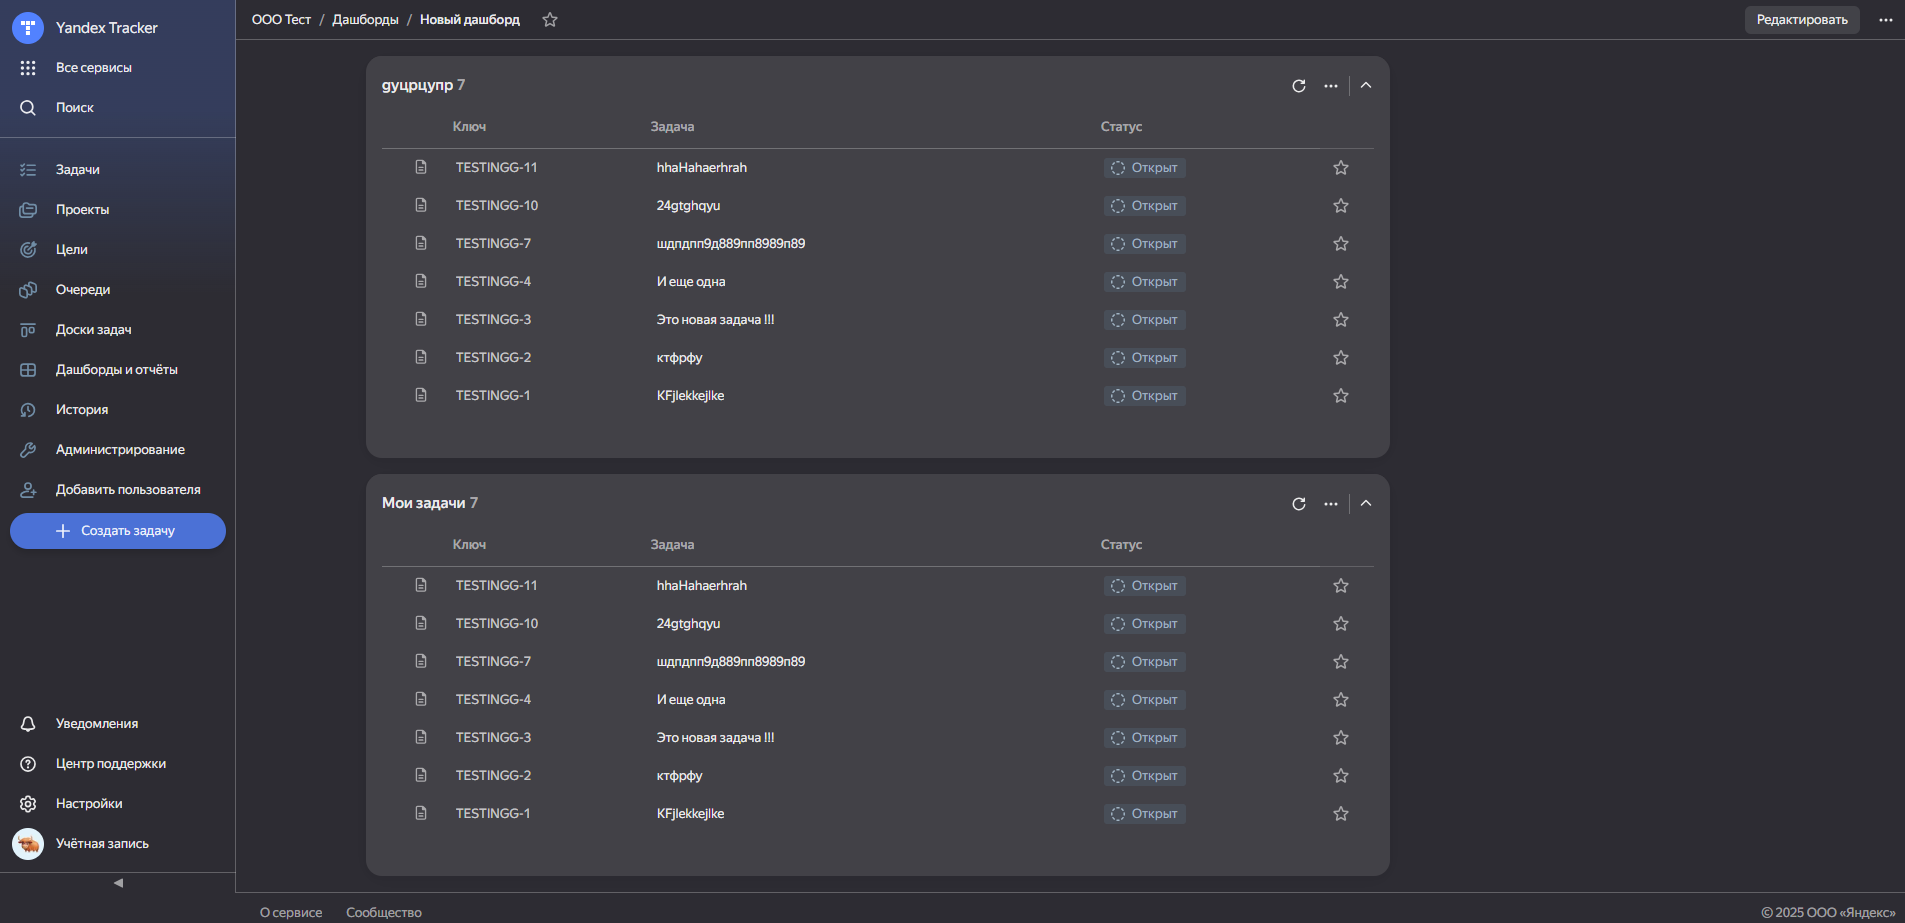 Yandex Tracker
Все сервисы
Поиск
Задачи
Проекты
Цели
Очереди
Доски задач
Дашборды и отчёты
История
Администрирование
Добавить пользователя
Создать задачу
Уведомления
Центр поддержки
Настройки
Учётная запись
ООО Тест / Дашборды / Новый дашборд
Редактировать
дуцрцупр 7
Ключ Задача Статус
TESTINGG-11 hhaHahaerhrah Открыт
TESTINGG-10 24gtghqyu Открыт
TESTINGG-7 шдпдпп9д889пп8989п89 Открыт
TESTINGG-4 И еще одна Открыт
TESTINGG-3 Это новая задача !!! Открыт
TESTINGG-2 ктфрфу Открыт
TESTINGG-1 KFjlekkejlke Открыт
Мои задачи 7
Ключ Задача Статус
TESTINGG-11 hhaHahaerhrah Открыт
TESTINGG-10 24gtghqyu Открыт
TESTINGG-7 шдпдпп9д889пп8989п89 Открыт
TESTINGG-4 И еще одна Открыт
TESTINGG-3 Это новая задача !!! Открыт
TESTINGG-2 ктфрфу Открыт
TESTINGG-1 KFjlekkejlke Открыт
О сервисе Сообщество © 2025 ООО «Яндекс»